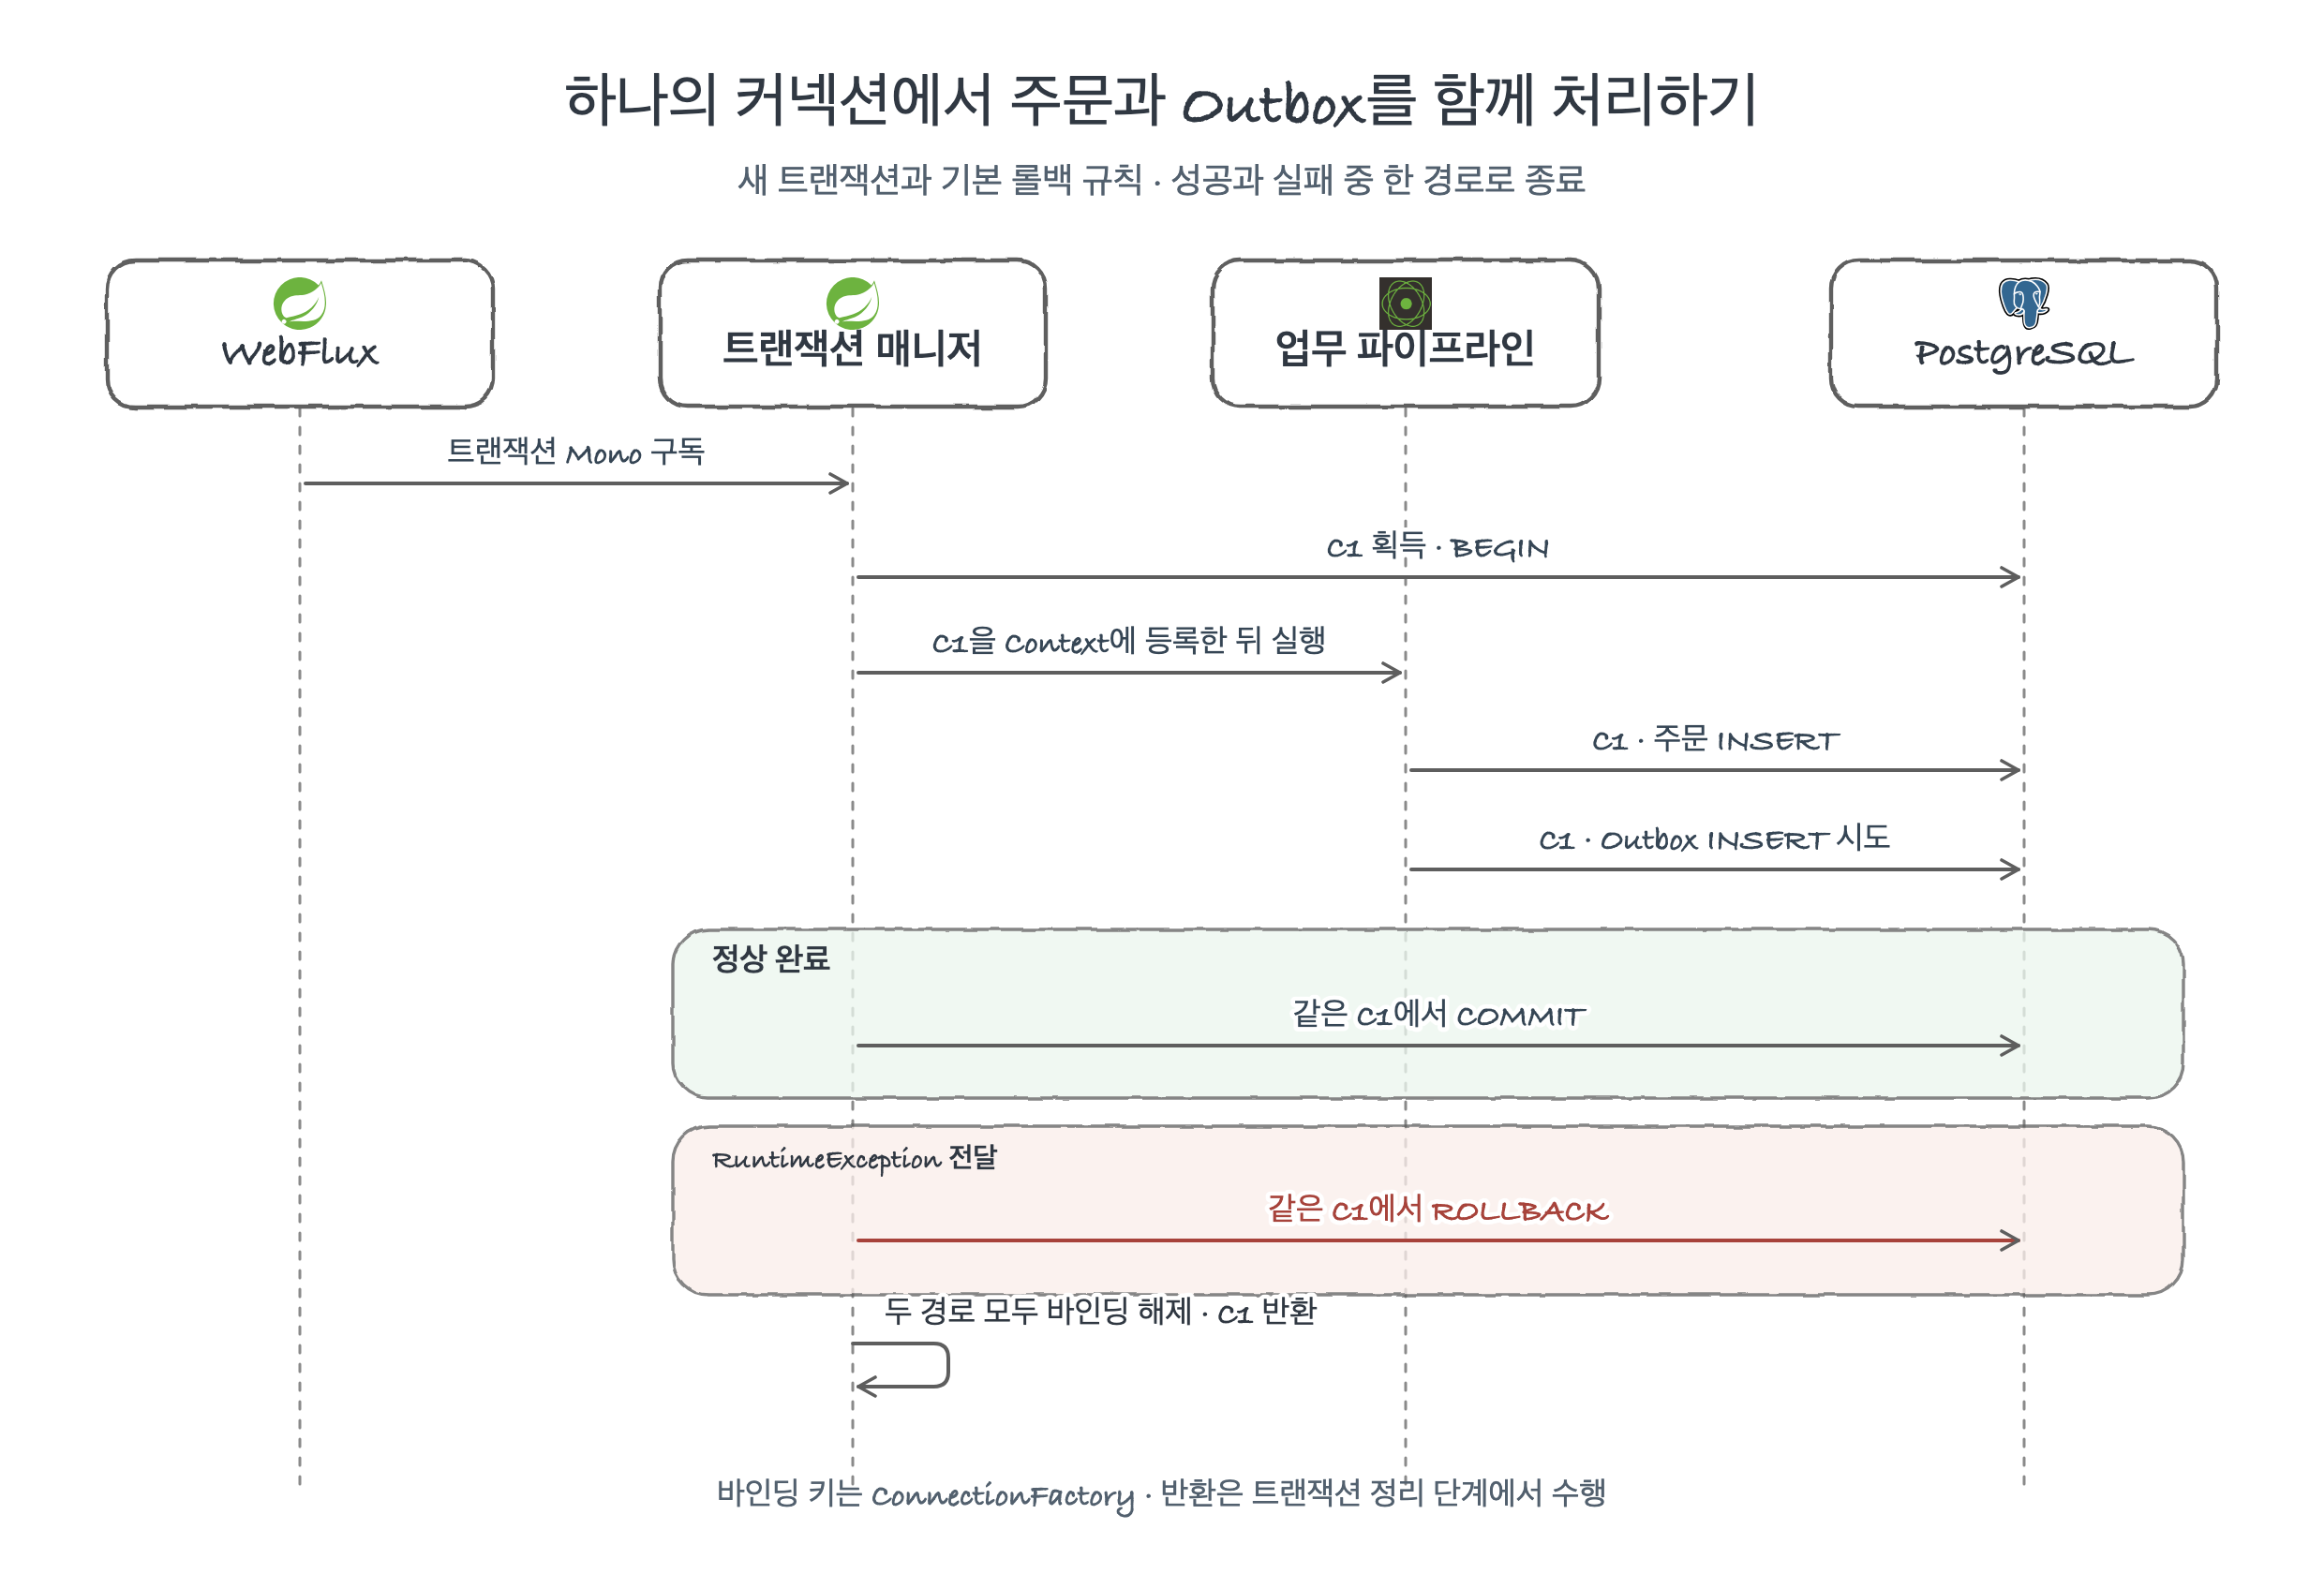 하나의 커넥션에서 주문과 Outbox를 함께 처리하기
새 트랜잭션과 기본 롤백 규칙 · 성공과 실패 중 한 경로로 종료
WebFlux
트랜잭션 매니저
업무 파이프라인
PostgreSQL
트랜잭션 Mono 구독
C1 획득 · BEGIN
C1을 Context에 등록한 뒤 실행
C1 · 주문 INSERT
C1 · Outbox INSERT 시도
정상 완료
같은 C1에서 COMMIT
RuntimeException 전달
같은 C1에서 ROLLBACK
두 경로 모두 바인딩 해제 · C1 반환
바인딩 키는 ConnectionFactory · 반환은 트랜잭션 정리 단계에서 수행